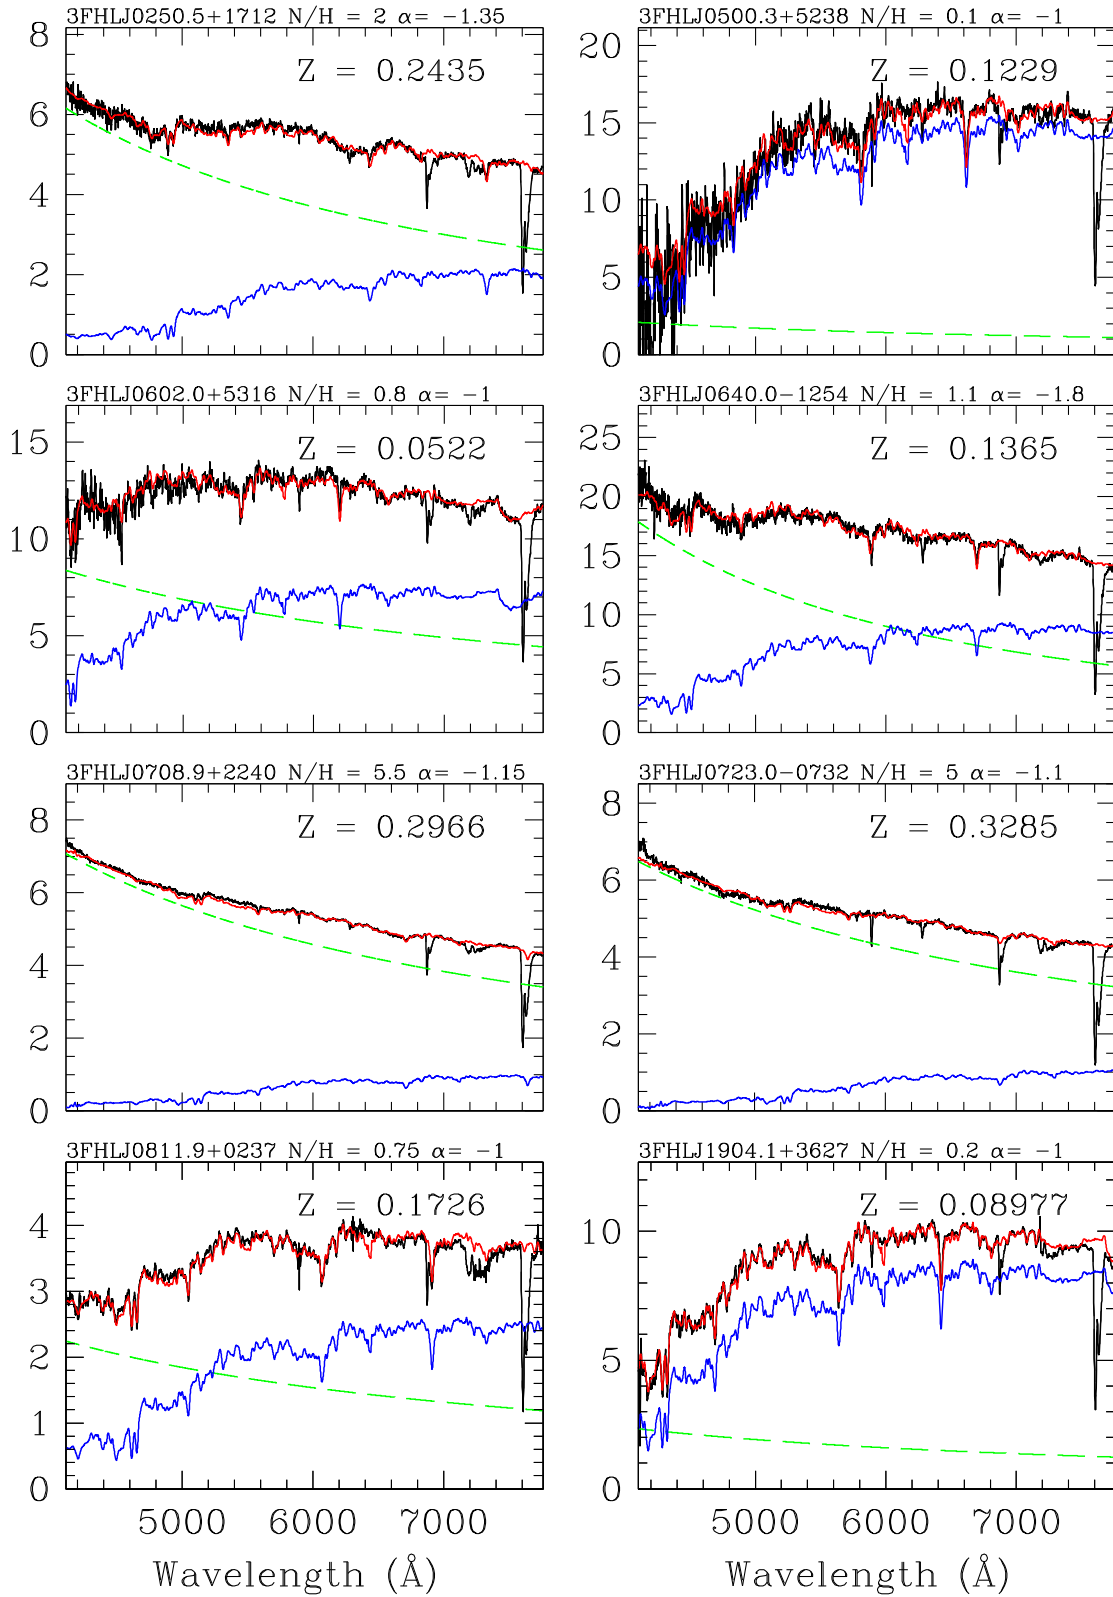 3FHLJ0250.5+1712 N/H = 2 α= −1.35
3FHLJ0500.3+5238 N/H = 0.1 α= −1
Z = 0.2435
Z = 0.1229
8
6
4
2
0
20
15
10
5
0
3FHLJ0602.0+5316 N/H = 0.8 α= −1
3FHLJ0640.0−1254 N/H = 1.1 α= −1.8
Z = 0.0522
Z = 0.1365
15
10
5
0
25
20
15
10
5
0
3FHLJ0708.9+2240 N/H = 5.5 α= −1.15
3FHLJ0723.0−0732 N/H = 5 α= −1.1
Z = 0.2966
Z = 0.3285
8
6
4
2
0
8
6
4
2
0
3FHLJ0811.9+0237 N/H = 0.75 α= −1
3FHLJ1904.1+3627 N/H = 0.2 α= −1
Z = 0.1726
Z = 0.08977
4
3
2
1
0
10
5
0
5000 6000 7000
5000 6000 7000
Wavelength (Å)
Wavelength (Å)